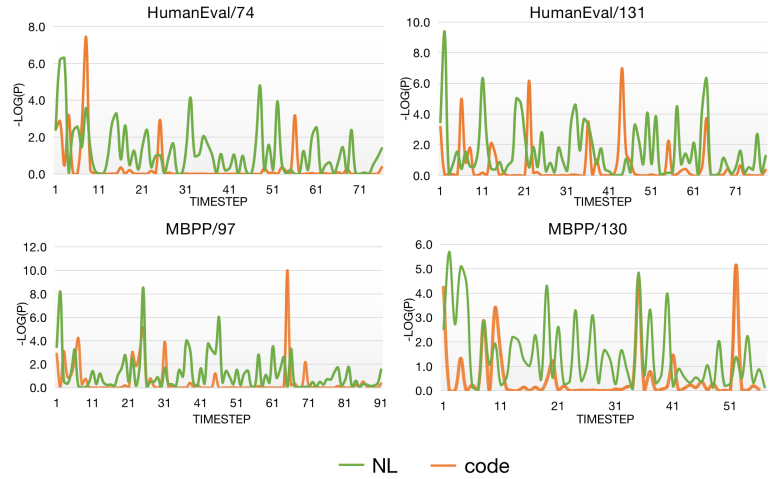 HumanEval/74
8.0
6.0
4.0
2.0
0.0
-LOG(P)
1 11 21 31 41 51 61 71
TIMESTEP
HumanEval/131
10.0
8.0
6.0
4.0
2.0
0.0
-LOG(P)
1 11 21 31 41 51 61 71
TIMESTEP
MBPP/97
12.0
10.0
8.0
6.0
4.0
2.0
0.0
-LOG(P)
1 11 21 31 41 51 61 71 81 91
TIMESTEP
MBPP/130
6.0
5.0
4.0
3.0
2.0
1.0
0.0
-LOG(P)
1 11 21 31 41 51
TIMESTEP
NL code